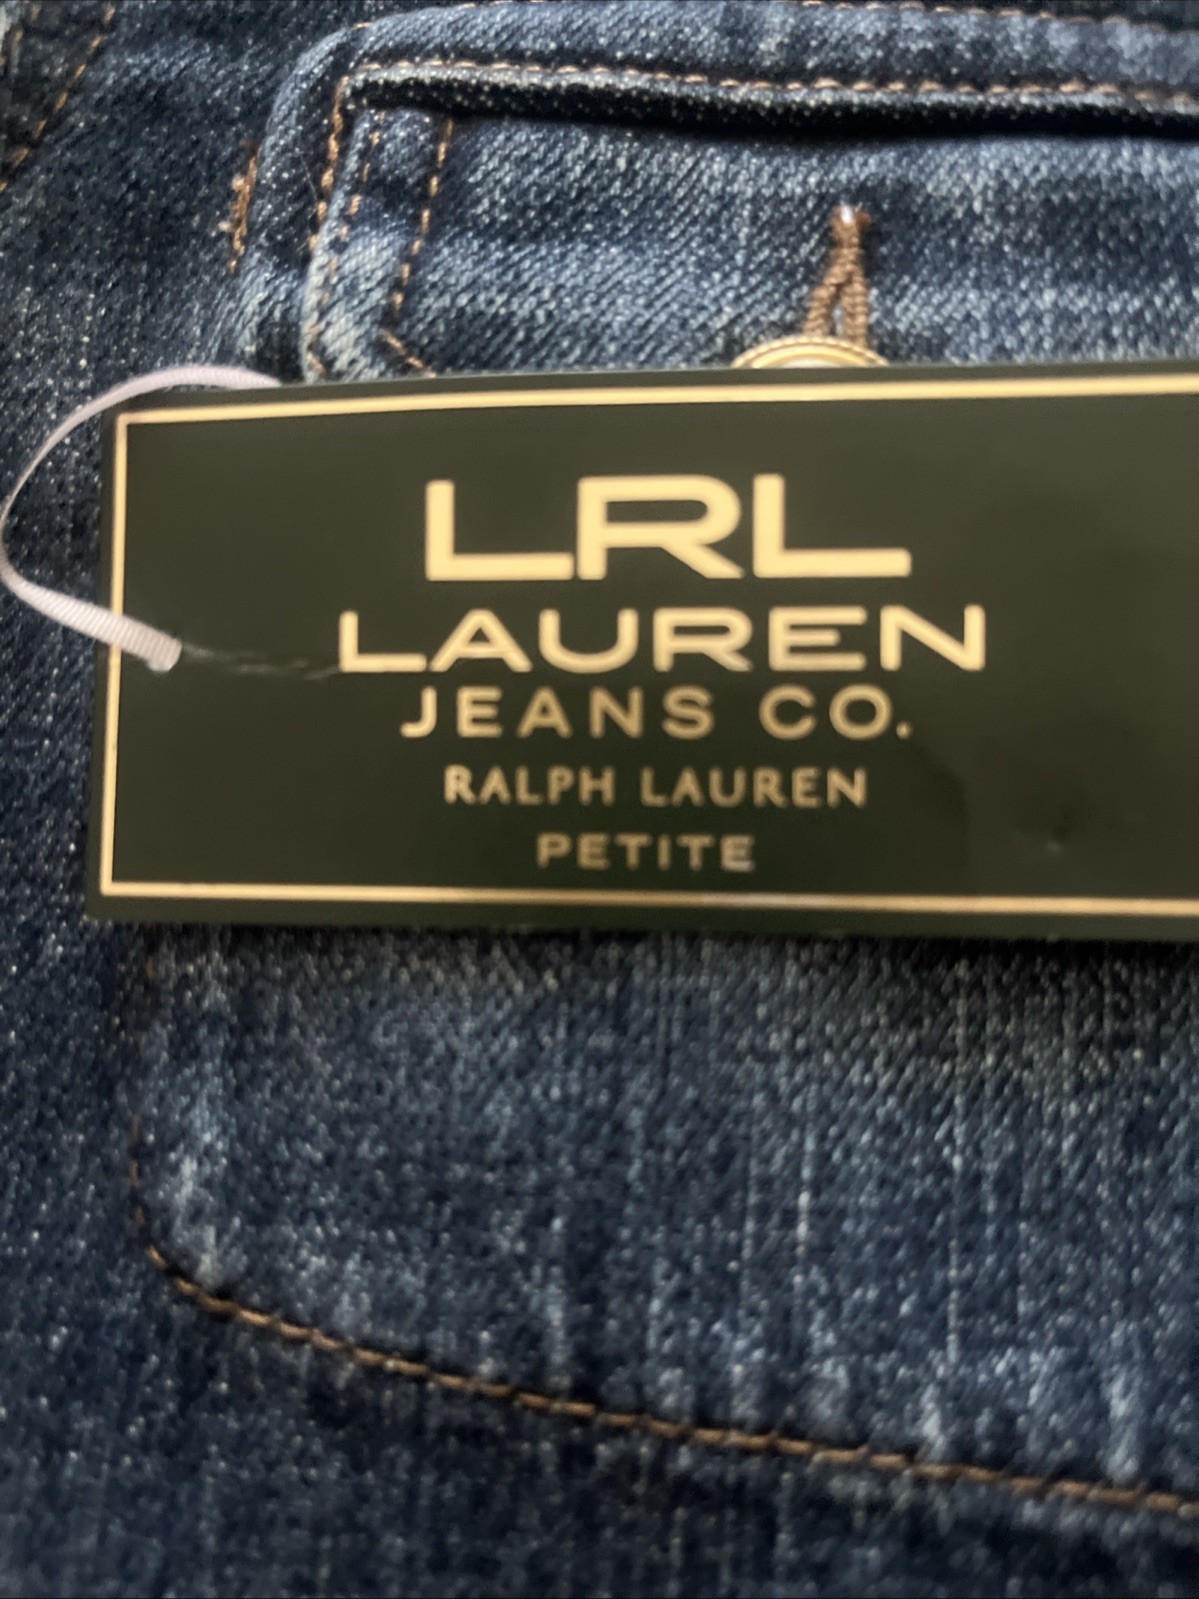 LRL
LAUREN
JEANS CO.
RALPH LAUREN
PETITE